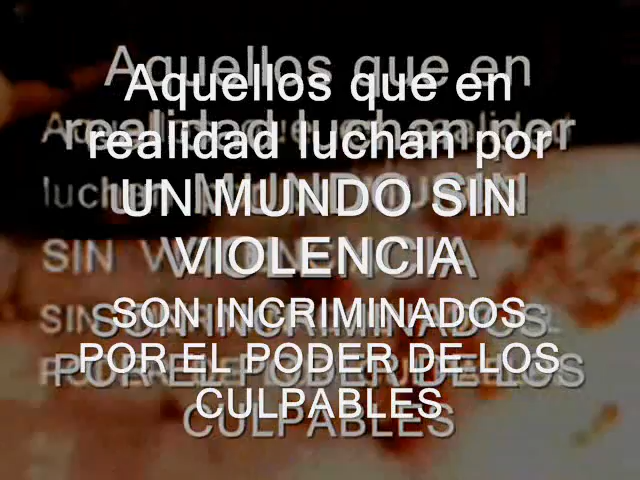 Aquellos que en
realidad luchan por
UN MUNDO SIN
VIOLENCIA
SON INCRIMINADOS
POR EL PODER DE LOS
CULPABLES